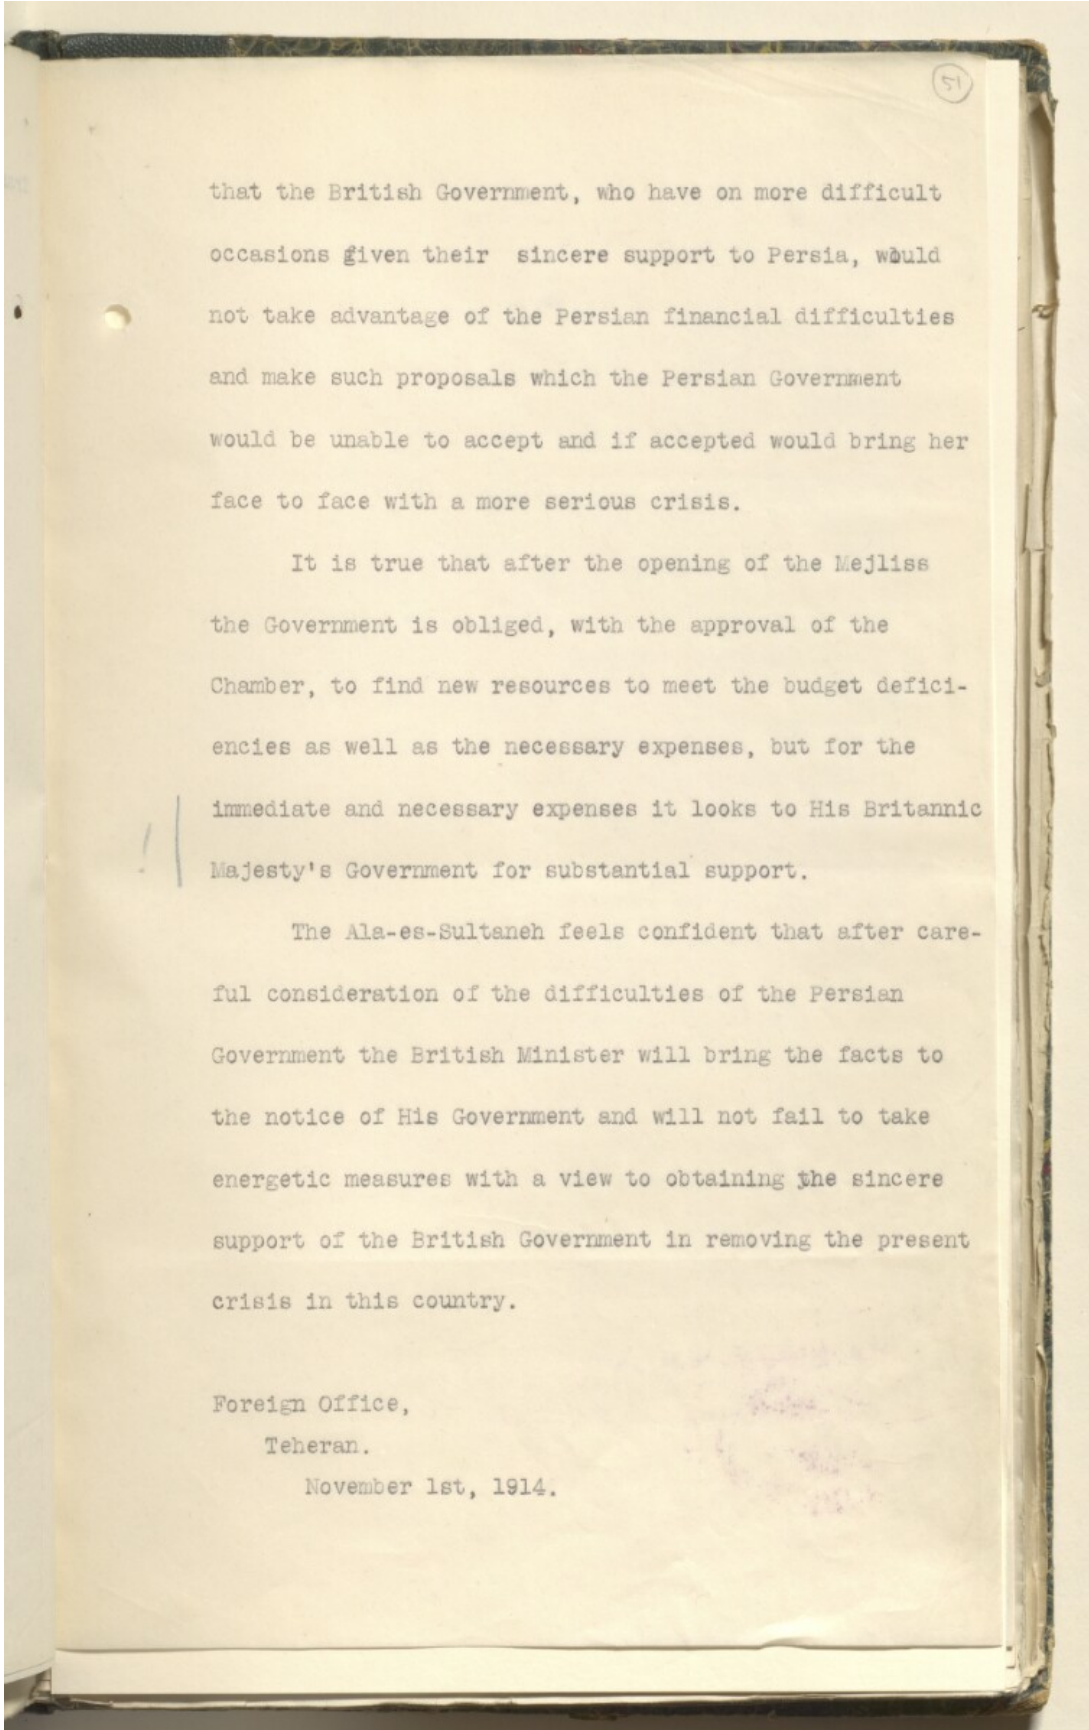 51
that the British Government, who have on more difficult
occasions given their sincere support to Persia, would
not take advantage of the Persian financial difficulties
and make such proposals which the Persian Government
would be unable to accept and if accepted would bring her
face to face with a more serious crisis.
It is true that after the opening of the Mejliss
the Government is obliged, with the approval of the
Chamber, to find new resources to meet the budget defici-
encies as well as the necessary expenses, but for the
immediate and necessary expenses it looks to His Britannic
!
Majesty's Government for substantial support.
The Ala-es-Sultaneh feels confident that after care-
ful consideration of the difficulties of the Persian
Government the British Minister will bring the facts to
the notice of His Government and will not fail to take
energetic measures with a view to obtaining the sincere
support of the British Government in removing the present
crisis in this country.
Foreign Office,
Teheran.
November 1st, 1914.